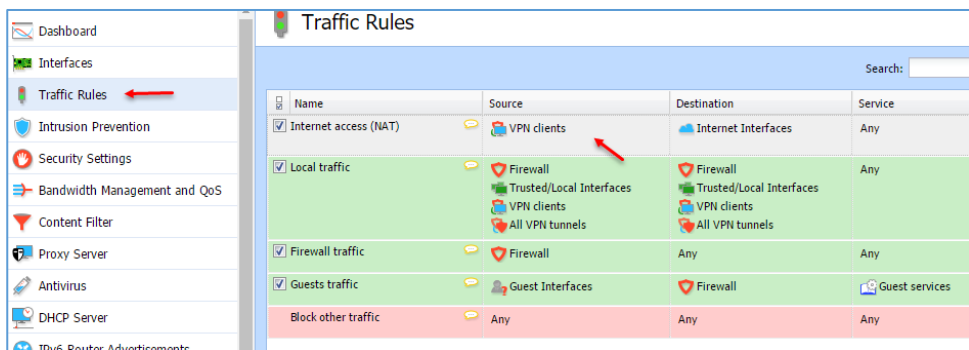 Dashboard
Interfaces
Traffic Rules
Intrusion Prevention
Security Settings
Bandwidth Management and QoS
Content Filter
Proxy Server
Antivirus
DHCP Server
IPv6 Router Advertisements
Traffic Rules
Search:
Name Source Destination Service
Internet access (NAT) VPN clients Internet Interfaces Any
Local traffic Firewall Firewall Any
Trusted/Local Interfaces Trusted/Local Interfaces
VPN clients VPN clients
All VPN tunnels All VPN tunnels
Firewall traffic Firewall Any Any
Guests traffic Guest Interfaces Firewall Guest services
Block other traffic Any Any Any